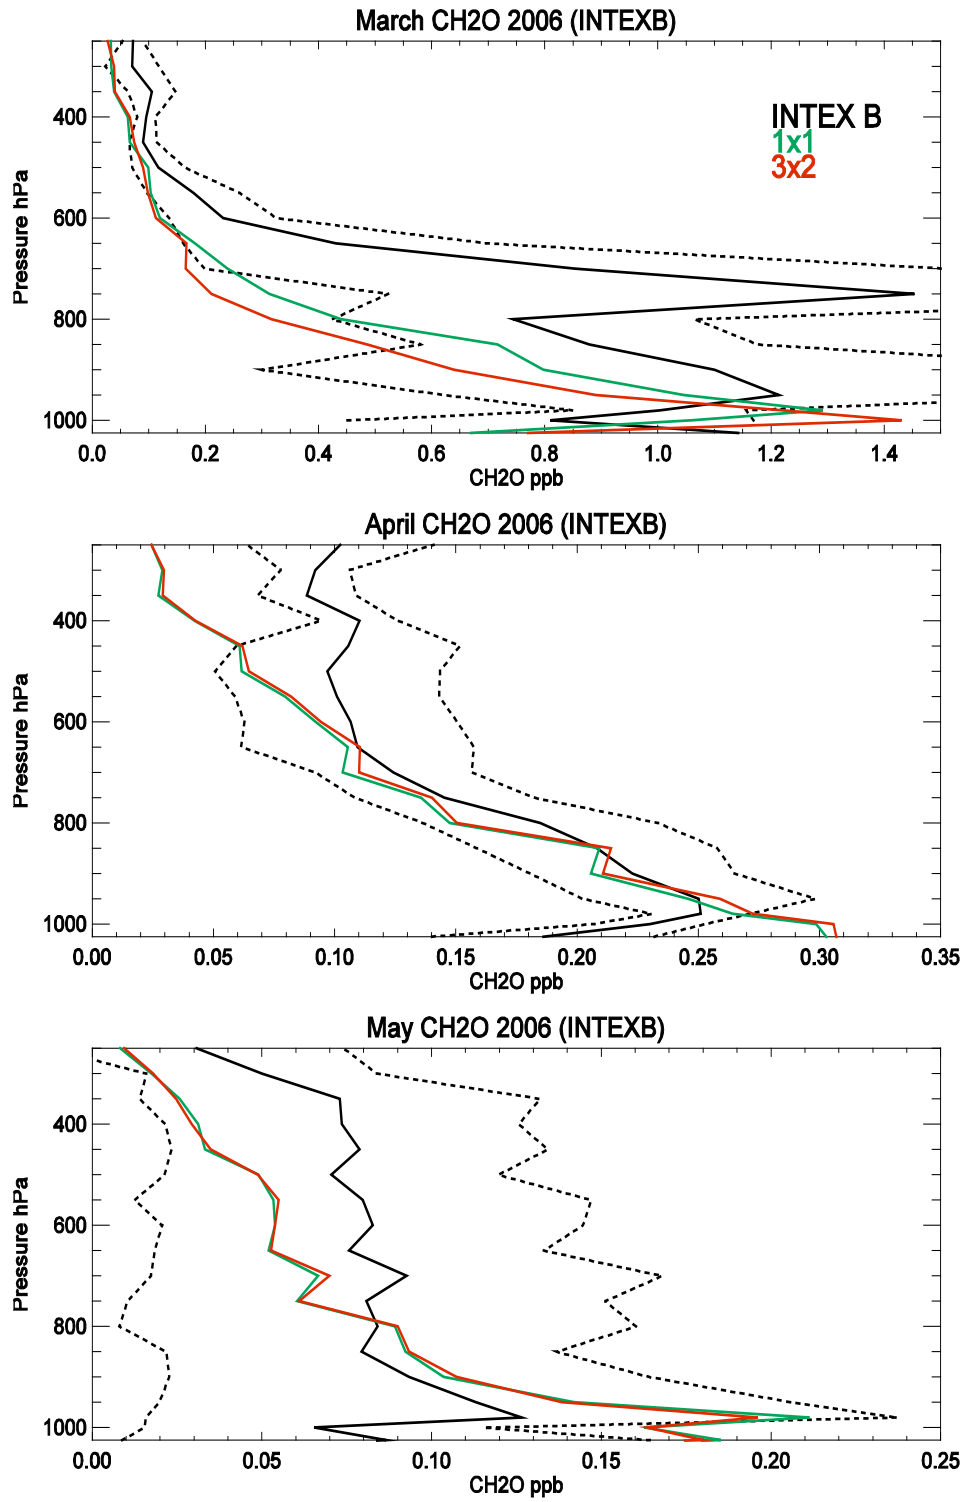 March CH2O 2006 (INTEXB)
INTEX B
1x1
3x2
Pressure hPa
400
600
800
1000
0.0 0.2 0.4 0.6 0.8 1.0 1.2 1.4
CH2O ppb
April CH2O 2006 (INTEXB)
Pressure hPa
400
600
800
1000
0.00 0.05 0.10 0.15 0.20 0.25 0.30 0.35
CH2O ppb
May CH2O 2006 (INTEXB)
Pressure hPa
400
600
800
1000
0.00 0.05 0.10 0.15 0.20 0.25
CH2O ppb